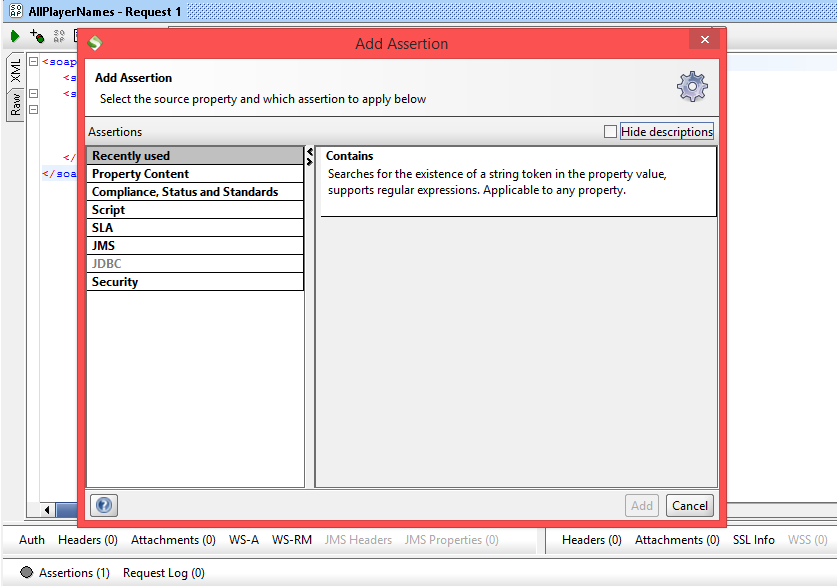 AllPlayerNames - Request 1
Add Assertion
XML
Raw
<soap
<s
<s
</
</soa
Add Assertion
Select the source property and which assertion to apply below
Assertions
Hide descriptions
Recently used
Property Content
Compliance, Status and Standards
Script
SLA
JMS
JDBC
Security
Contains
Searches for the existence of a string token in the property value,
supports regular expressions. Applicable to any property.
Add Cancel
Auth Headers (0) Attachments (0) WS-A WS-RM JMS Headers JMS Properties (0) Headers (0) Attachments (0) SSL Info WSS (0)
Assertions (1) Request Log (0)